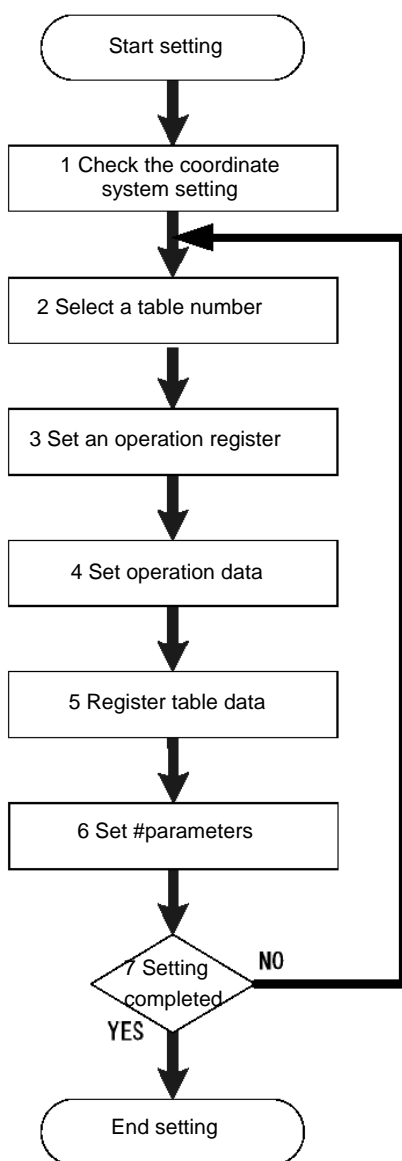 Start setting
1 Check the coordinate
system setting
2 Select a table number
3 Set an operation register
4 Set operation data
5 Register table data
6 Set #parameters
7 Setting
completed
NO
YES
End setting